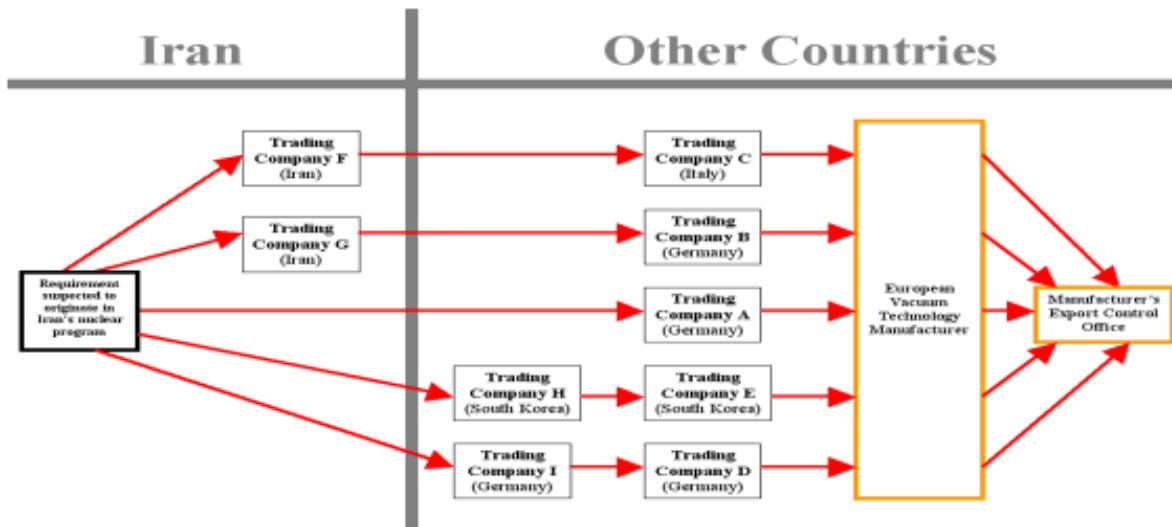 Iran
Other Countries
Trading
Company F
(Iran)
Trading
Company C
(Italy)
Trading
Company G
(Iran)
Trading
Company B
(Germany)
Requirement
suspected to
originate in
Iran's nuclear
program
Trading
Company A
(Germany)
European
Vacuum
Technology
Manufacturer
Manufacturer's
Export Control
Office
Trading
Company H
(South Korea)
Trading
Company E
(South Korea)
Trading
Company I
(Germany)
Trading
Company D
(Germany)